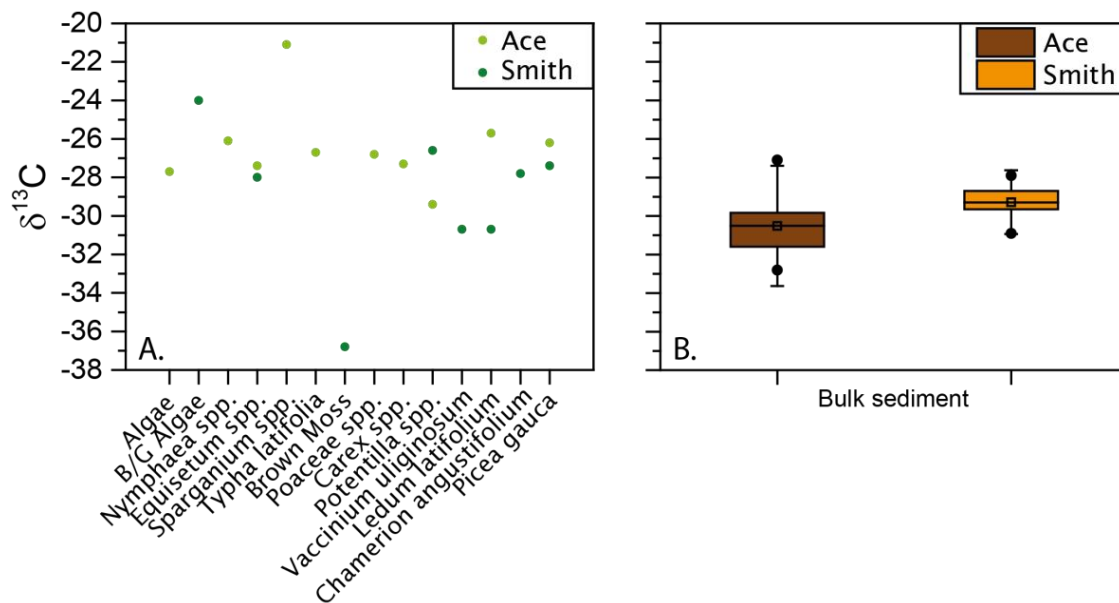 δ13C
-20
-22
-24
-26
-28
-30
-32
-34
-36
-38
Ace
Smith
A.
Algae
B/G Algae
Nymphaea spp.
Equisetum spp.
Sparganium spp.
Typha latifolia
Brown Moss
Poaceae spp.
Carex spp.
Potentilla spp.
Vaccinium uliginosum
Ledum latifolium
Chamerion angustifolium
Picea gauca
Ace
Smith
B.
Bulk sediment